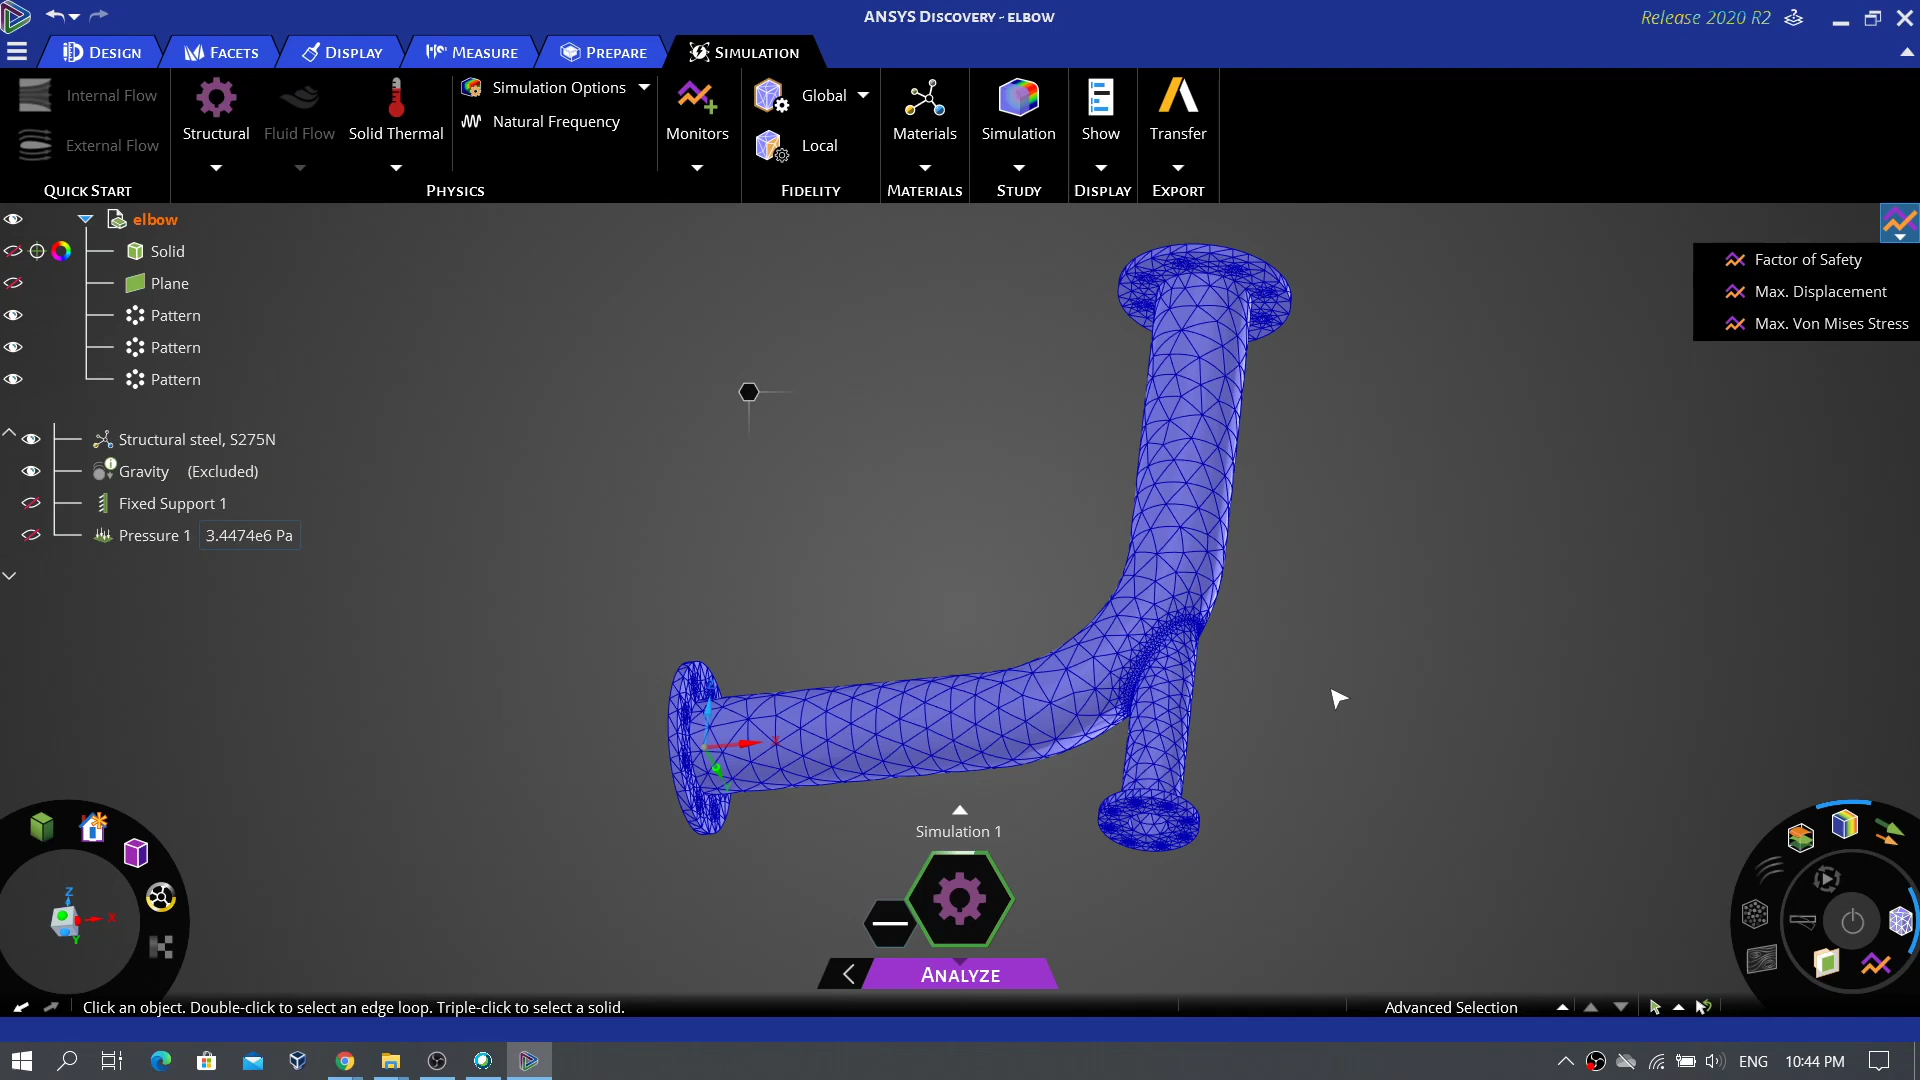 ANSYS Discovery - elbow
Release 2020 R2
Design
Facets
Display
Measure
Prepare
Simulation
Internal Flow
External Flow
Quick Start
Structural
Fluid Flow
Solid Thermal
Simulation Options
Natural Frequency
Physics
Monitors
Global
Local
Fidelity
Materials
Materials
Simulation
Study
Show
Display
Transfer
Export
elbow
Solid
Plane
Pattern
Pattern
Pattern
Structural steel, S275N
Gravity (Excluded)
Fixed Support 1
Pressure 1 3.4474e6 Pa
Factor of Safety
Max. Displacement
Max. Von Mises Stress
X
Z
X
Y
Simulation 1
Analyze
Click an object. Double-click to select an edge loop. Triple-click to select a solid.
Advanced Selection
ENG
10:44 PM